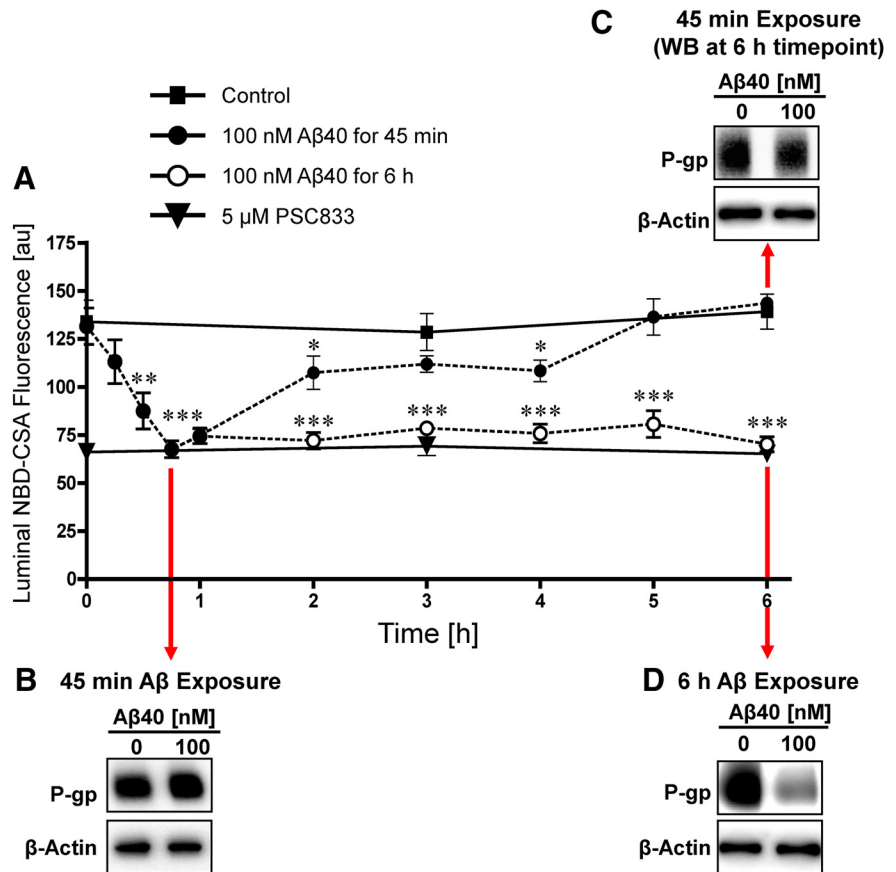 C
45 min Exposure
(WB at 6 h timepoint)
Aβ40 [nM]
0 100
P-gp
β-Actin
Control
100 nM Aβ40 for 45 min
100 nM Aβ40 for 6 h
5 µM PSC833
A
Luminal NBD-CSA Fluorescence [au]
175
150
125
100
75
50
25
0
**
***
*
*
***
***
***
***
***
0 1 2 3 4 5 6
Time [h]
B 45 min Aβ Exposure
Aβ40 [nM]
0 100
P-gp
β-Actin
D 6 h Aβ Exposure
Aβ40 [nM]
0 100
P-gp
β-Actin